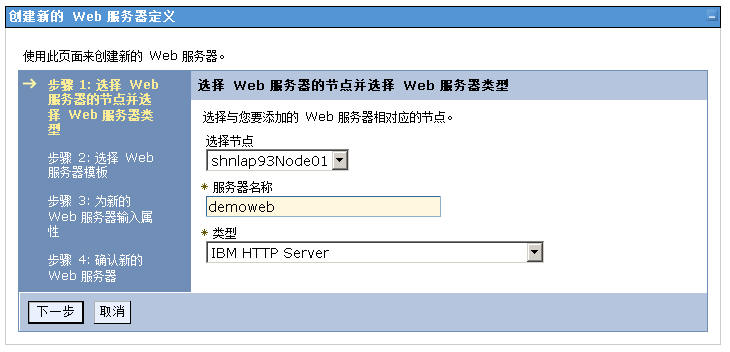 创建新的 Web 服务器定义
使用此页面来创建新的 Web 服务器。
步骤 1: 选择 Web
服务器的节点并选
择 Web 服务器类
型
步骤 2: 选择 Web
服务器模板
步骤 3: 为新的
Web 服务器输入属
性
步骤 4: 确认新的
Web 服务器
选择 Web 服务器的节点并选择 Web 服务器类型
选择与您要添加的 Web 服务器相对应的节点。
选择节点
shnlap93Node01
* 服务器名称
demoweb
* 类型
IBM HTTP Server
下一步 取消